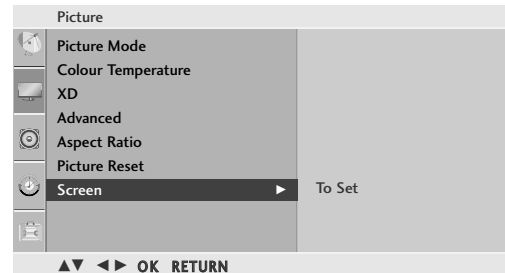 Picture
Picture Mode
Colour Temperature
XD
Advanced
Aspect Ratio
Picture Reset
Screen ► To Set
▲▼ ◄► OK RETURN